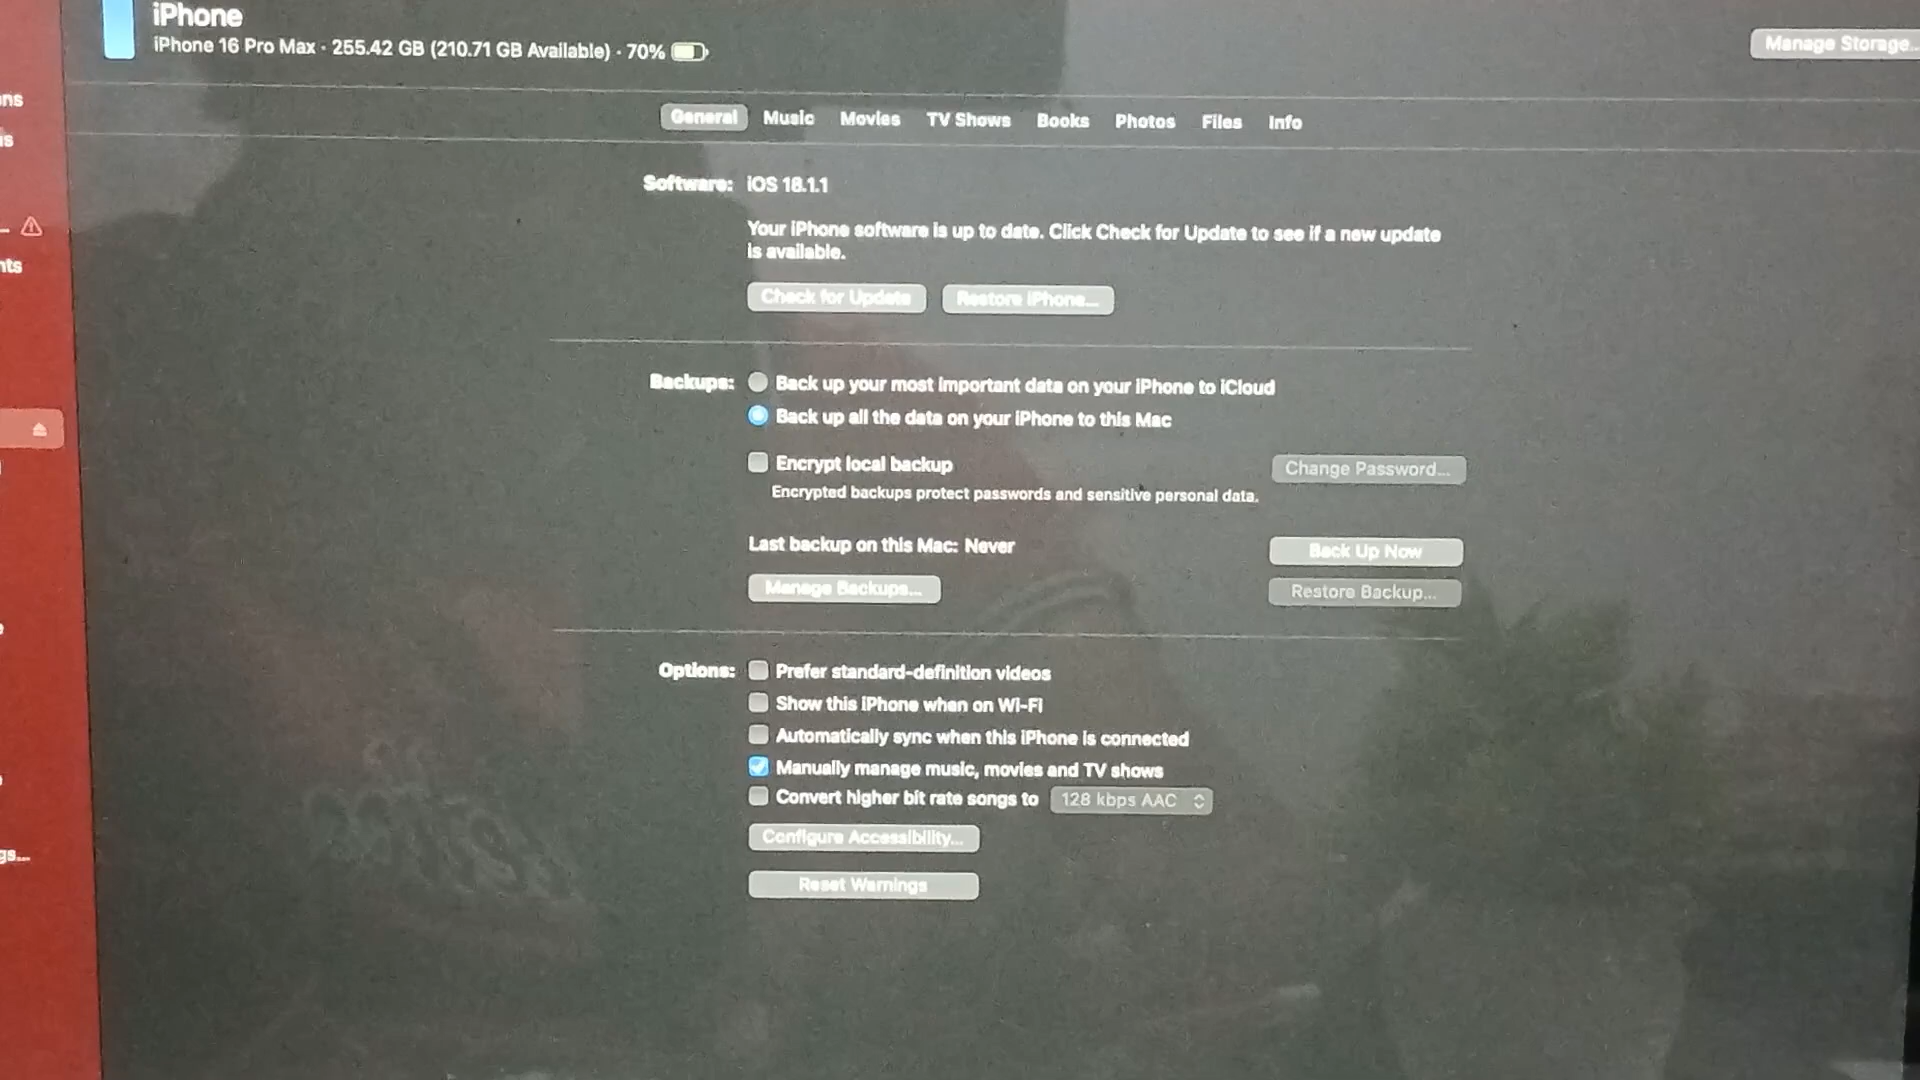 iPhone
iPhone 16 Pro Max · 255.42 GB (210.71 GB Available) · 70%
Manage Storage...
General Music Movies TV Shows Books Photos Files Info
Software: iOS 18.1.1
Your iPhone software is up to date. Click Check for Update to see if a new update
is available.
Check for Update Restore iPhone...
Backups: Back up your most important data on your iPhone to iCloud
Back up all the data on your iPhone to this Mac
Encrypt local backup Change Password...
Encrypted backups protect passwords and sensitive personal data.
Last backup on this Mac: Never Back Up Now
Manage Backups... Restore Backup...
Options: Prefer standard-definition videos
Show this iPhone when on Wi-Fi
Automatically sync when this iPhone is connected
Manually manage music, movies and TV shows
Convert higher bit rate songs to 128 kbps AAC
Configure Accessibility...
Reset Warnings